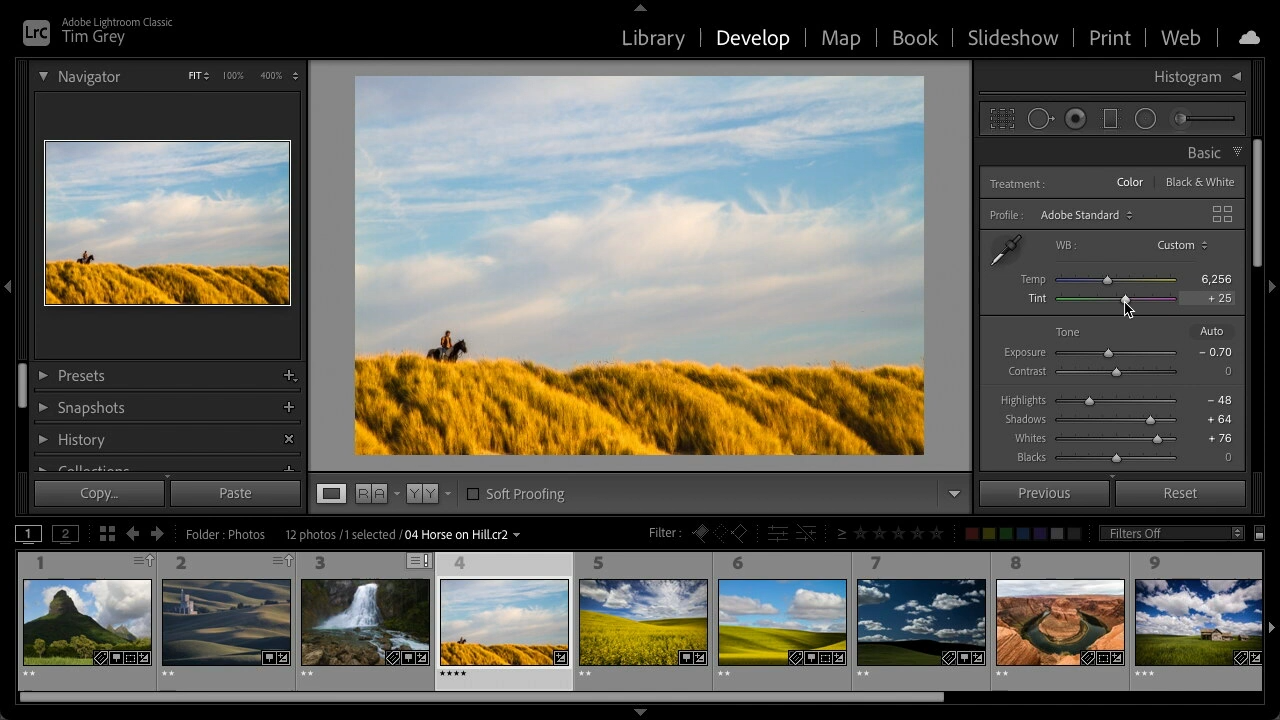 LrC
Adobe Lightroom Classic
Tim Grey
Library | Develop | Map | Book | Slideshow | Print | Web
Navigator FIT 100% 400%
Histogram
Basic
Treatment : Color Black & White
Profile : Adobe Standard
WB : Custom
Temp 6,256
Tint + 25
Tone Auto
Exposure – 0.70
Contrast 0
Highlights – 48
Shadows + 64
Whites + 76
Blacks 0
Presets
Snapshots
History
Collections
Copy... Paste
R A Y Y Soft Proofing
Previous Reset
1 2 Folder : Photos 12 photos / 1 selected / 04 Horse on Hill.cr2 Filter : ≥ Filters Off
1 2 3 4 5 6 7 8 9